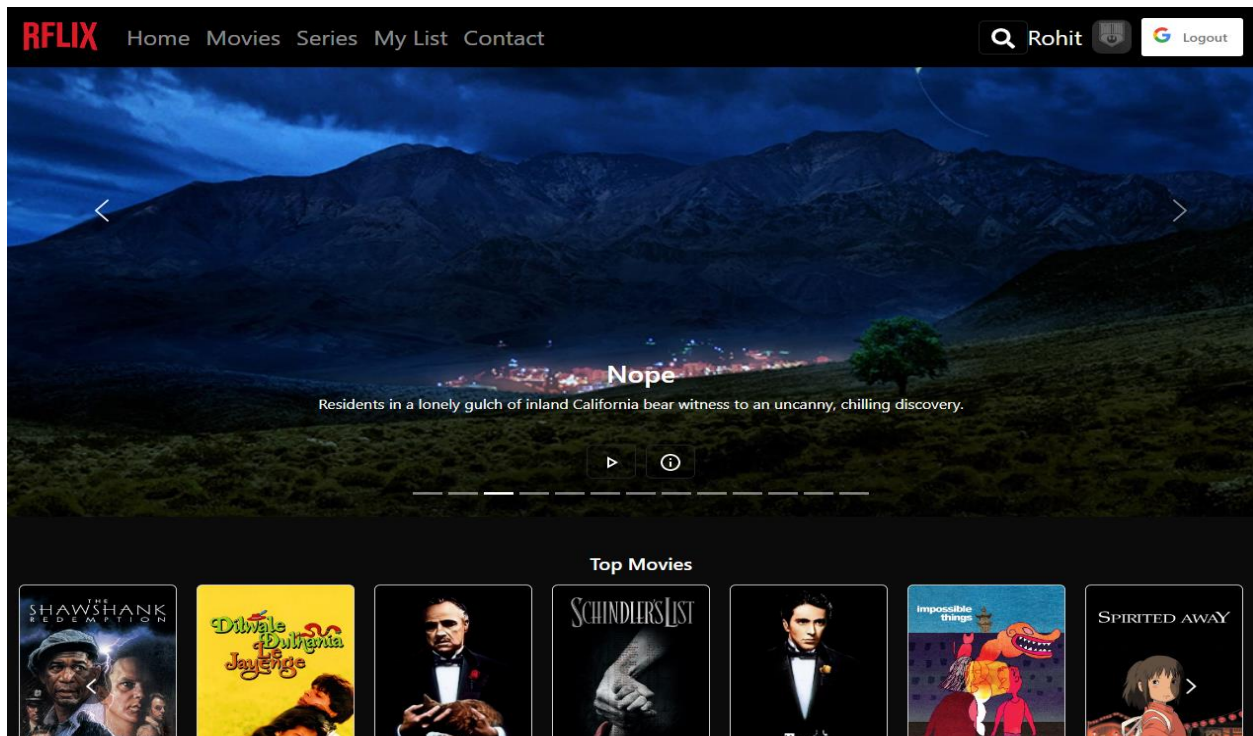 RFLIX Home Movies Series My List Contact Rohit Logout
Nope
Residents in a lonely gulch of inland California bear witness to an uncanny, chilling discovery.
Top Movies
THE
SHAWSHANK
REDEMPTION
Dilwale
Dulhania
Le
Jayenge
SCHINDLER'S LIST
impossible
things
SPIRITED AWAY